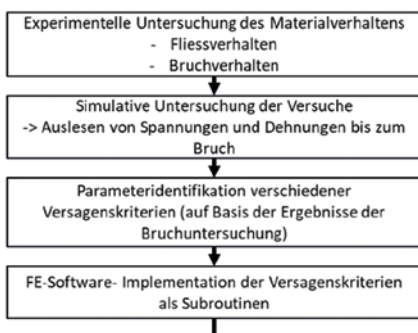 Experimentelle Untersuchung des Materialverhaltens
- Fliessverhalten
- Bruchverhalten
Simulative Untersuchung der Versuche
-> Auslesen von Spannungen und Dehnungen bis zum
Bruch
Parameteridentifikation verschiedener
Versagenskriterien (auf Basis der Ergebnisse der
Bruchuntersuchung)
FE-Software- Implementation der Versagenskriterien
als Subroutinen